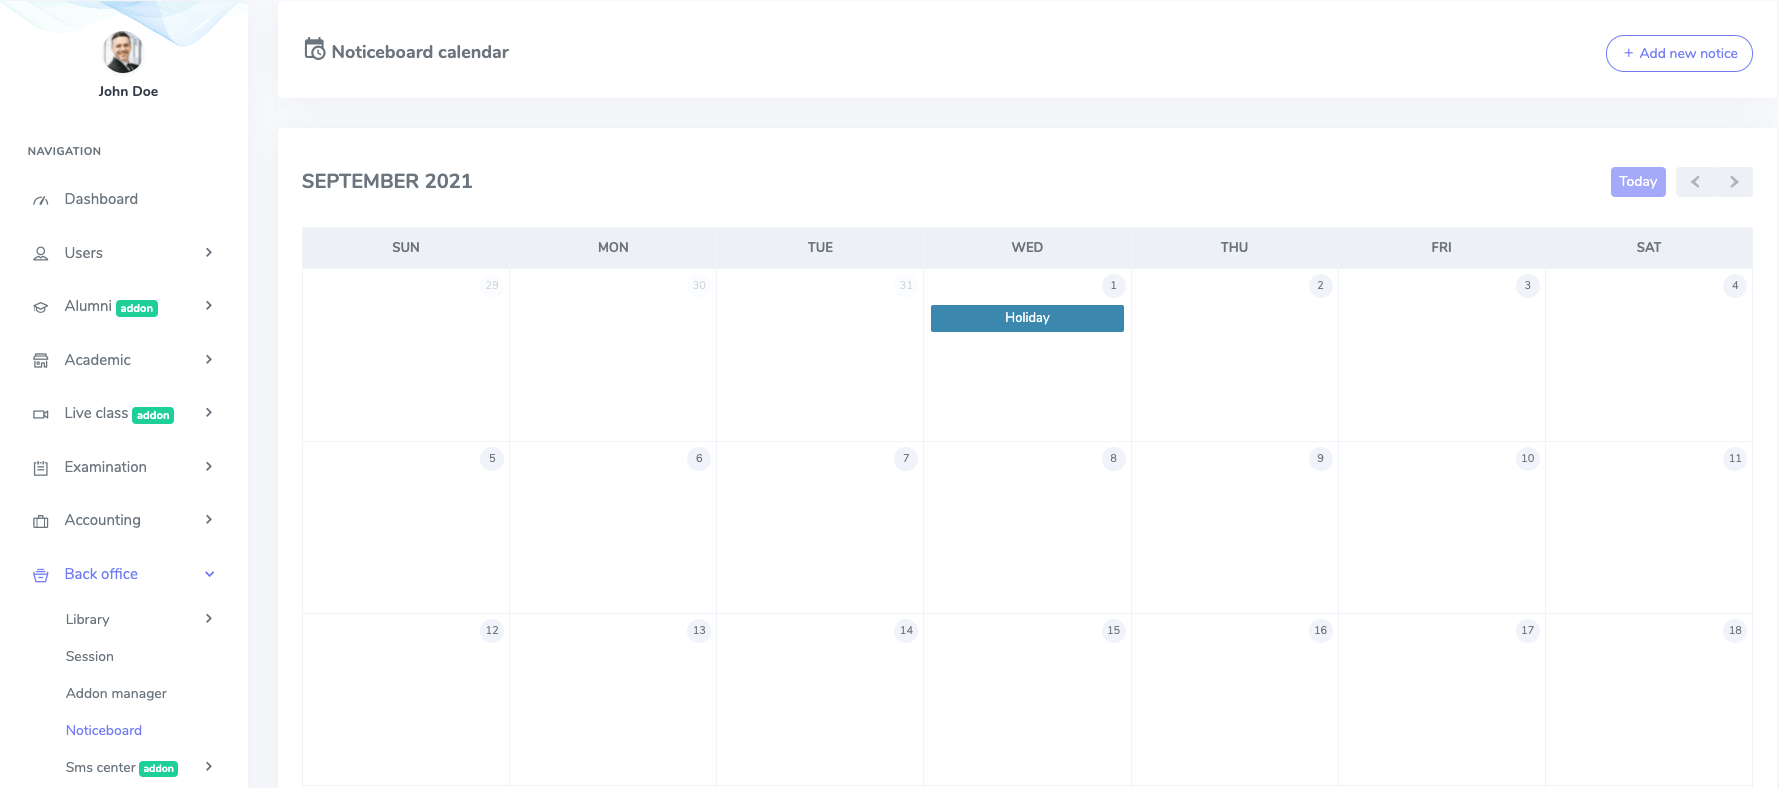 John Doe
NAVIGATION
Dashboard
Users
Alumni addon
Academic
Live class addon
Examination
Accounting
Back office
Library
Session
Addon manager
Noticeboard
Sms center addon
Noticeboard calendar
+ Add new notice
SEPTEMBER 2021
Today
SUN MON TUE WED THU FRI SAT
29 30 31 1 2 3 4
Holiday
5 6 7 8 9 10 11
12 13 14 15 16 17 18